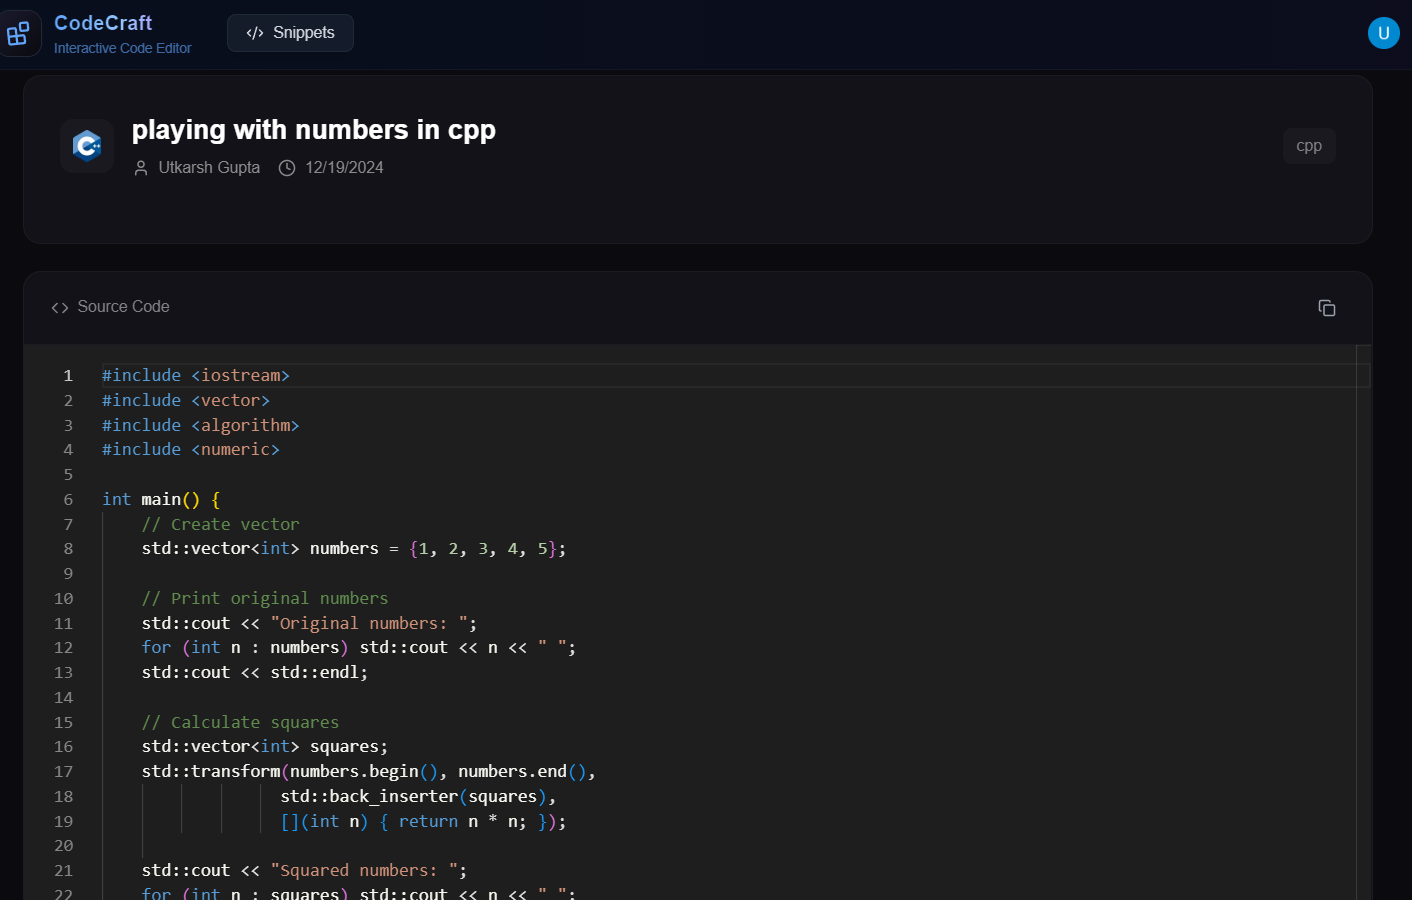 CodeCraft
Interactive Code Editor
</> Snippets
U
playing with numbers in cpp
Utkarsh Gupta 12/19/2024
cpp
<> Source Code
1 #include <iostream>
2 #include <vector>
3 #include <algorithm>
4 #include <numeric>
5
6 int main() {
7     // Create vector
8     std::vector<int> numbers = {1, 2, 3, 4, 5};
9
10     // Print original numbers
11     std::cout << "Original numbers: ";
12     for (int n : numbers) std::cout << n << " ";
13     std::cout << std::endl;
14
15     // Calculate squares
16     std::vector<int> squares;
17     std::transform(numbers.begin(), numbers.end(),
18                   std::back_inserter(squares),
19                   [](int n) { return n * n; });
20
21     std::cout << "Squared numbers: ";
22     for (int n : squares) std::cout << n << " ";